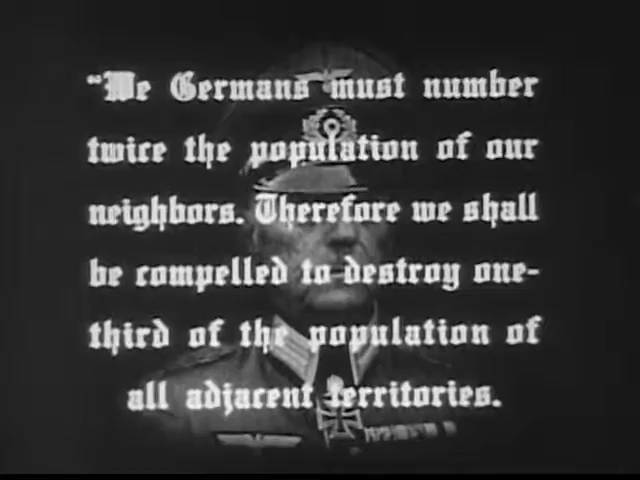 “We Germans must number
twice the population of our
neighbors. Therefore we shall
be compelled to destroy one-
third of the population of
all adjacent territories.